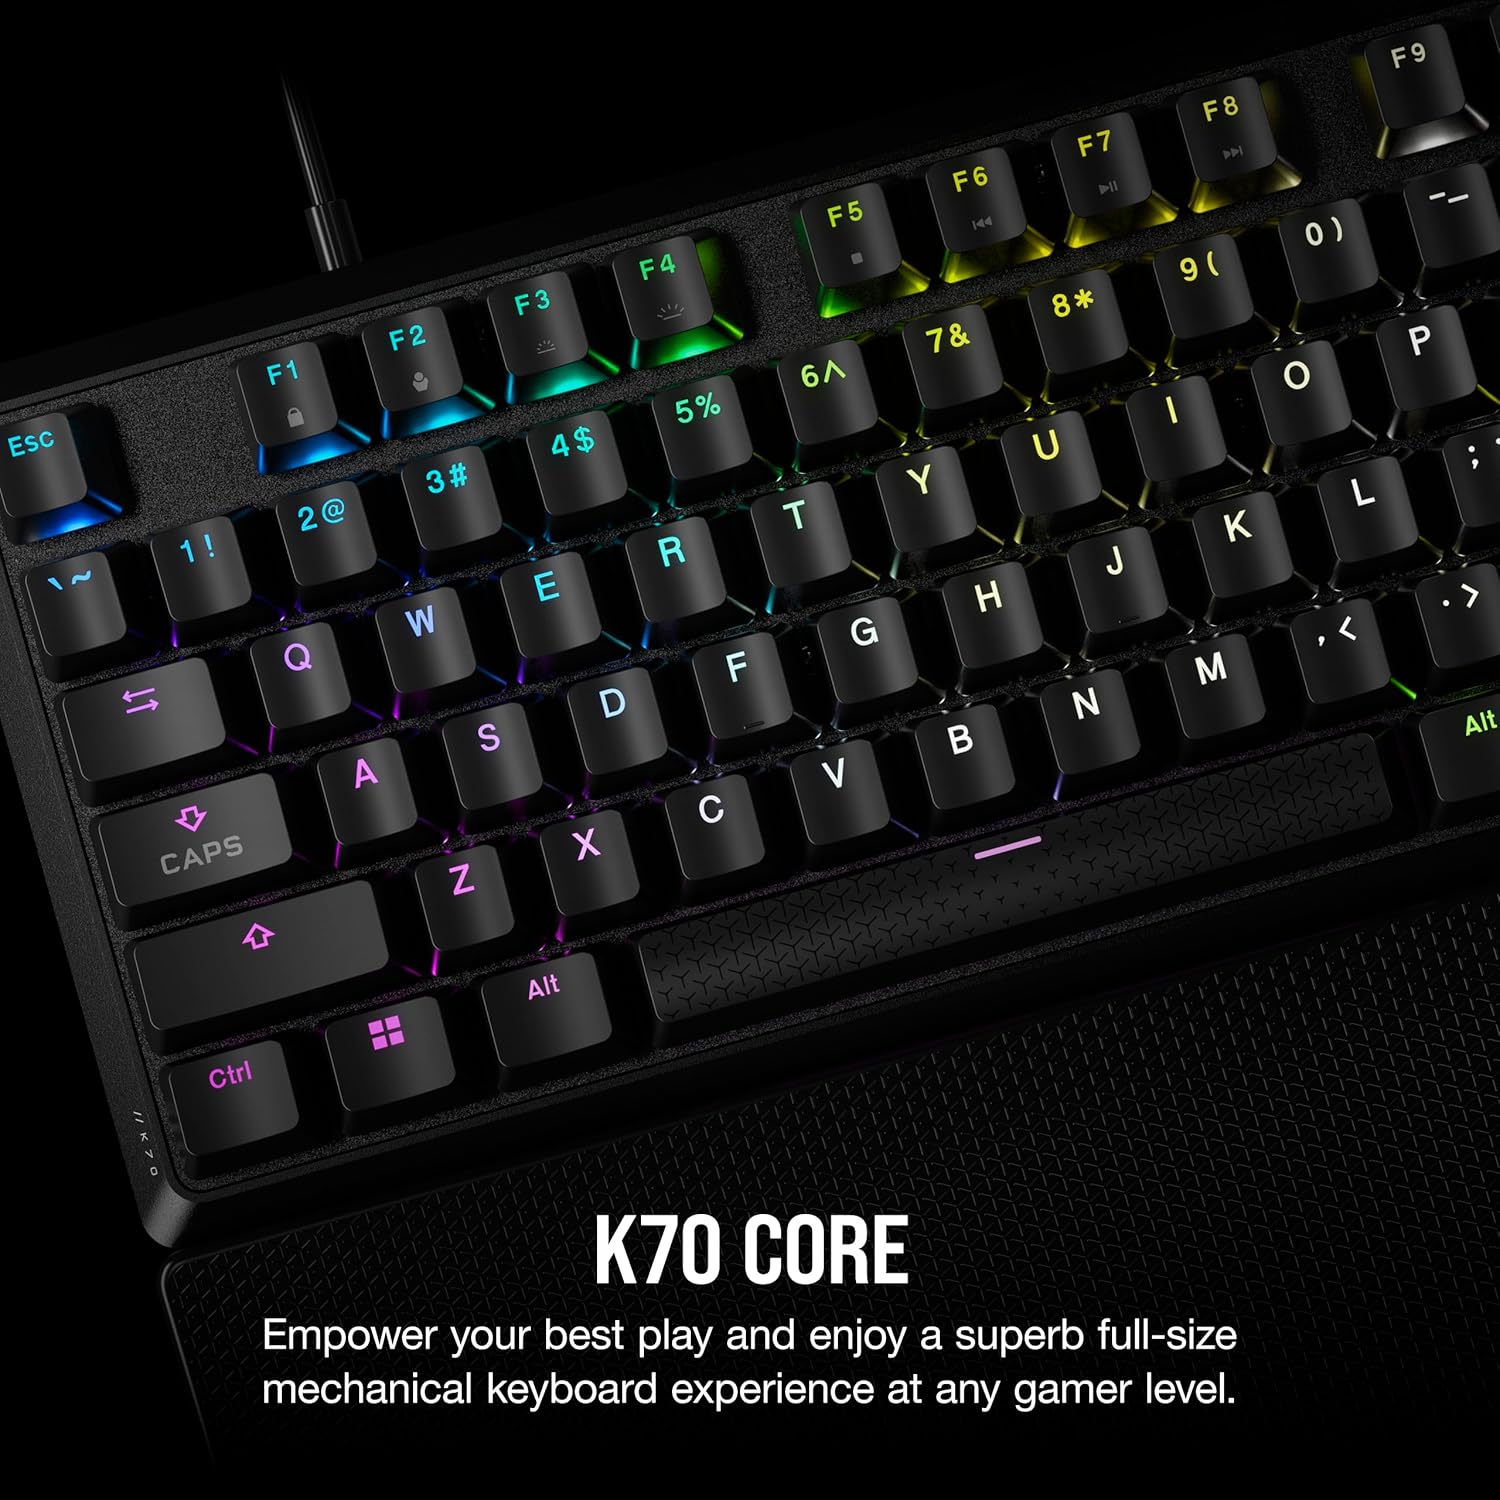 F9
F8
F7
F6
F5
F4
F3
F2
F1
Esc
`~ 1! 2@ 3# 4$ 5% 6^ 7& 8* 9( 0) -_
Q W E R T Y U I O P
CAPS A S D F G H J K L ;
Z X C V B N M ,< .>
Ctrl Alt Alt
// K70
K70 CORE
Empower your best play and enjoy a superb full-size
mechanical keyboard experience at any gamer level.